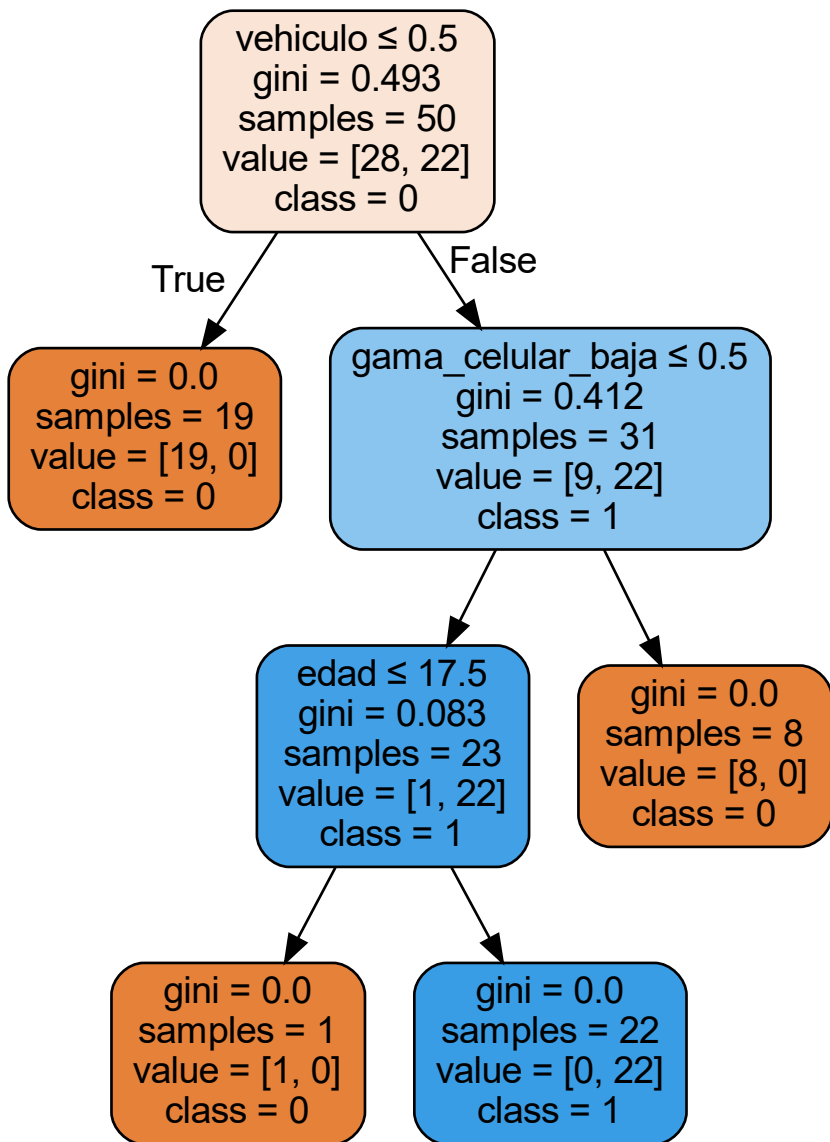 vehiculo ≤ 0.5
gini = 0.493
samples = 50
value = [28, 22]
class = 0
True
False
gini = 0.0
samples = 19
value = [19, 0]
class = 0
gama_celular_baja ≤ 0.5
gini = 0.412
samples = 31
value = [9, 22]
class = 1
edad ≤ 17.5
gini = 0.083
samples = 23
value = [1, 22]
class = 1
gini = 0.0
samples = 8
value = [8, 0]
class = 0
gini = 0.0
samples = 1
value = [1, 0]
class = 0
gini = 0.0
samples = 22
value = [0, 22]
class = 1